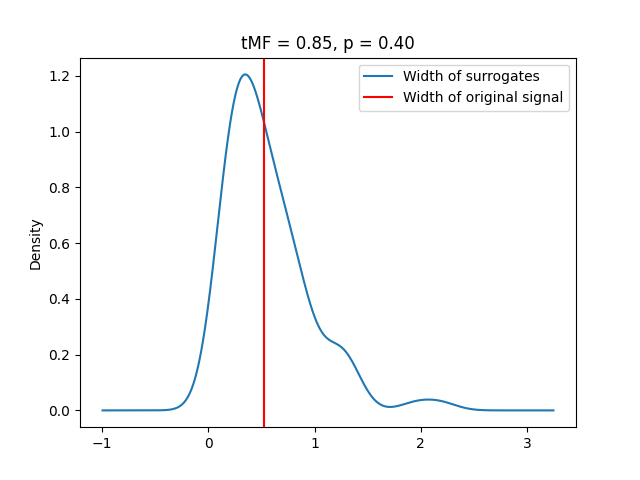 tMF = 0.85, p = 0.40
Width of surrogates
Width of original signal
Density
1.2
1.0
0.8
0.6
0.4
0.2
0.0
−1 0 1 2 3